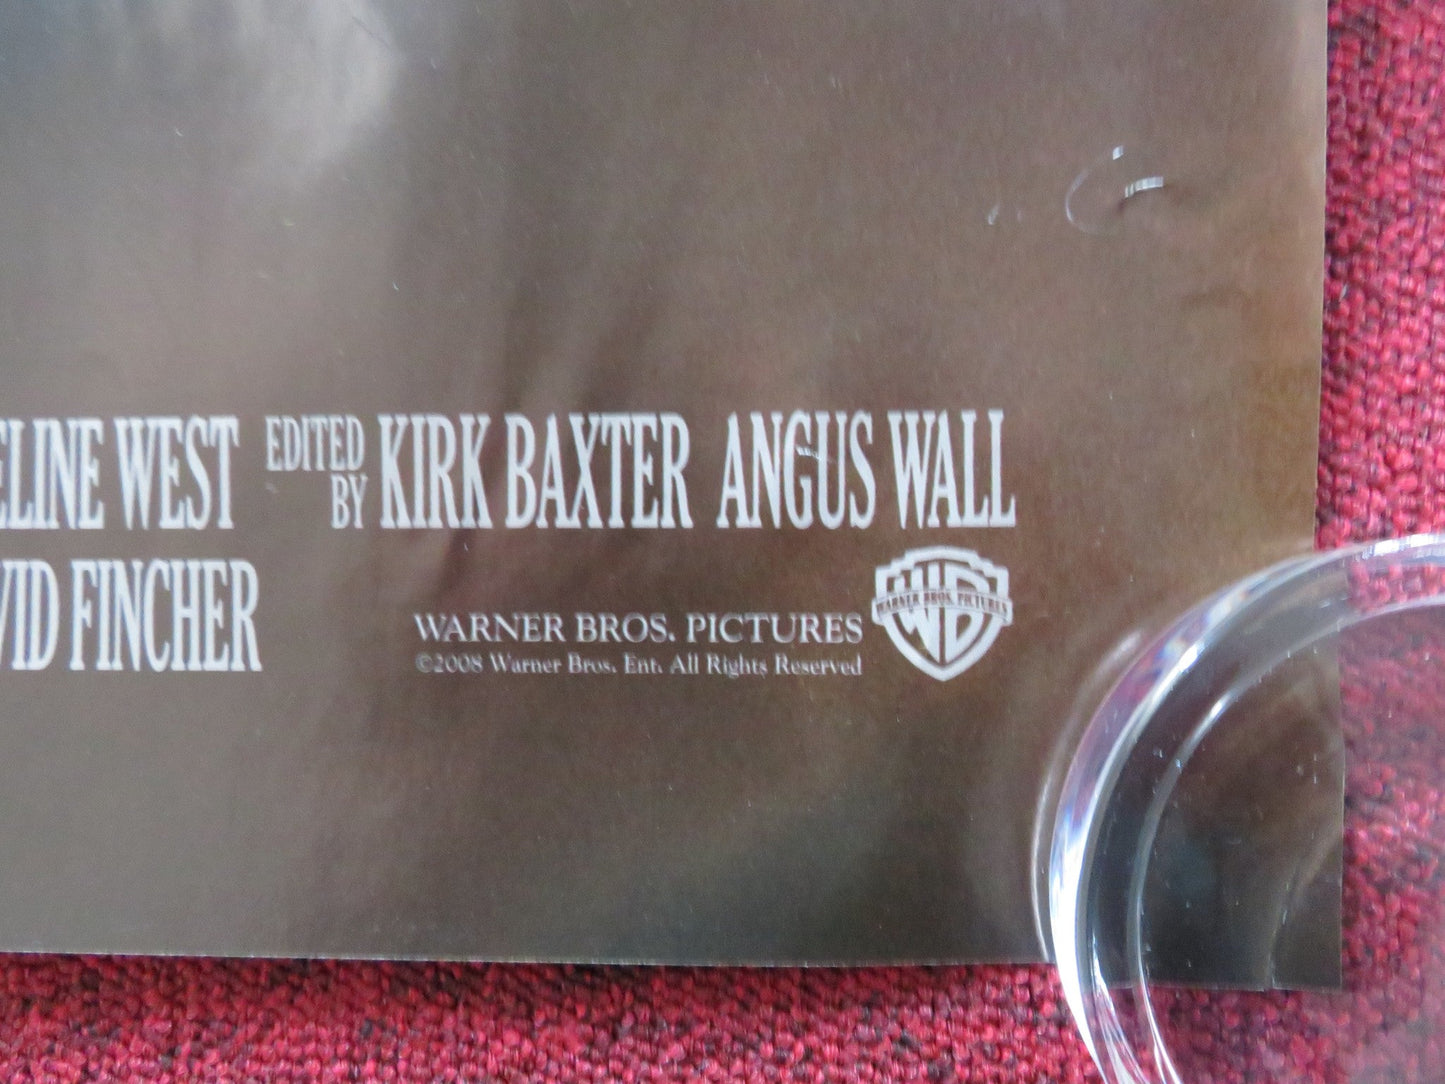 ELINE WEST EDITED BY KIRK BAXTER ANGUS WALL
VID FINCHER
WARNER BROS. PICTURES
©2008 Warner Bros. Ent. All Rights Reserved
WARNER BROS. PICTURES
WB